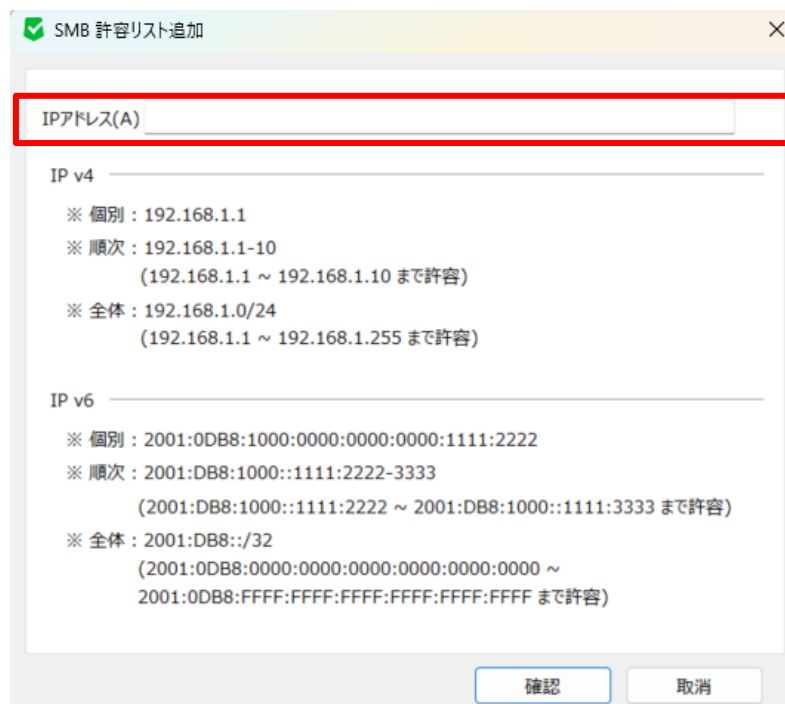 SMB 許容リスト追加
IPアドレス(A)
IP v4
※ 個別 : 192.168.1.1
※ 順次 : 192.168.1.1-10
(192.168.1.1 ~ 192.168.1.10 まで許容)
※ 全体 : 192.168.1.0/24
(192.168.1.1 ~ 192.168.1.255 まで許容)
IP v6
※ 個別 : 2001:0DB8:1000:0000:0000:0000:1111:2222
※ 順次 : 2001:DB8:1000::1111:2222-3333
(2001:DB8:1000::1111:2222 ~ 2001:DB8:1000::1111:3333 まで許容)
※ 全体 : 2001:DB8::/32
(2001:0DB8:0000:0000:0000:0000:0000:0000 ~
2001:0DB8:FFFF:FFFF:FFFF:FFFF:FFFF:FFFF まで許容)
確認 取消